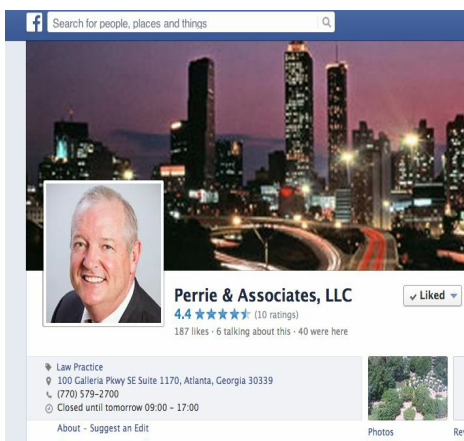 f Search for people, places and things
Perrie & Associates, LLC
Liked
4.4 (10 ratings)
187 likes · 6 talking about this · 40 were here
Law Practice
100 Galleria Pkwy SE Suite 1170, Atlanta, Georgia 30339
(770) 579-2700
Closed until tomorrow 09:00 - 17:00
About - Suggest an Edit
Photos
Re